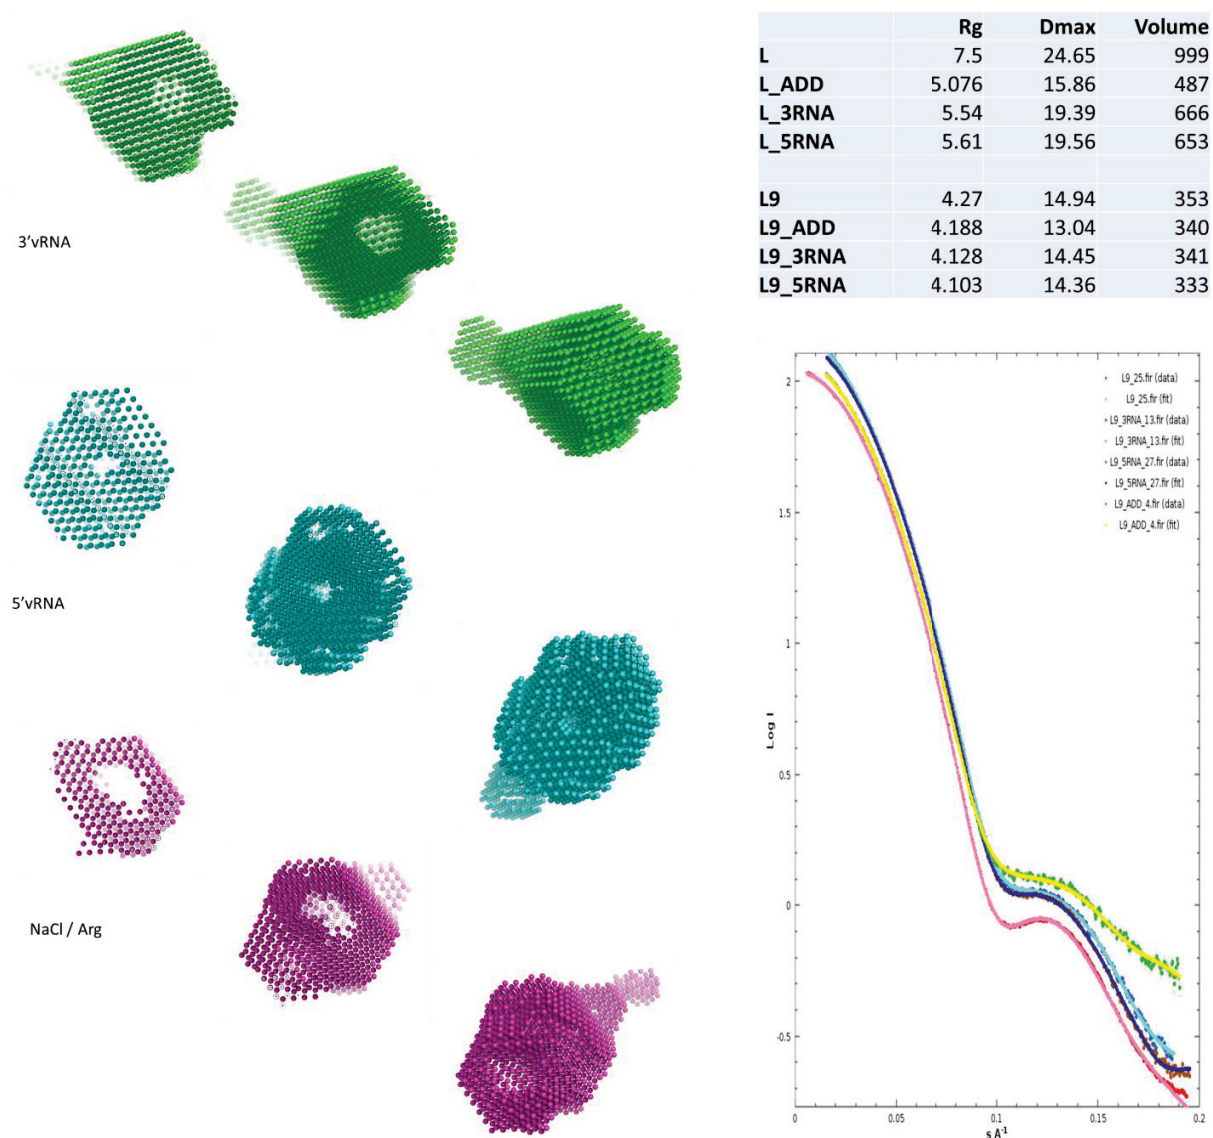 3'vRNA
5'vRNA
NaCl / Arg
Rg Dmax Volume
L 7.5 24.65 999
L_ADD 5.076 15.86 487
L_3RNA 5.54 19.39 666
L_5RNA 5.61 19.56 653
L9 4.27 14.94 353
L9_ADD 4.188 13.04 340
L9_3RNA 4.128 14.45 341
L9_5RNA 4.103 14.36 333
L9_25.fir (data)
L9_25.fir (fit)
L9_3RNA_13.fir (data)
L9_3RNA_13.fir (fit)
L9_5RNA_27.fir (data)
L9_5RNA_27.fir (fit)
L9_ADD_4.fir (data)
L9_ADD_4.fir (fit)
2
1.5
1
0.5
0
-0.5
Log I
0 0.05 0.1 0.15 0.2
s A⁻¹